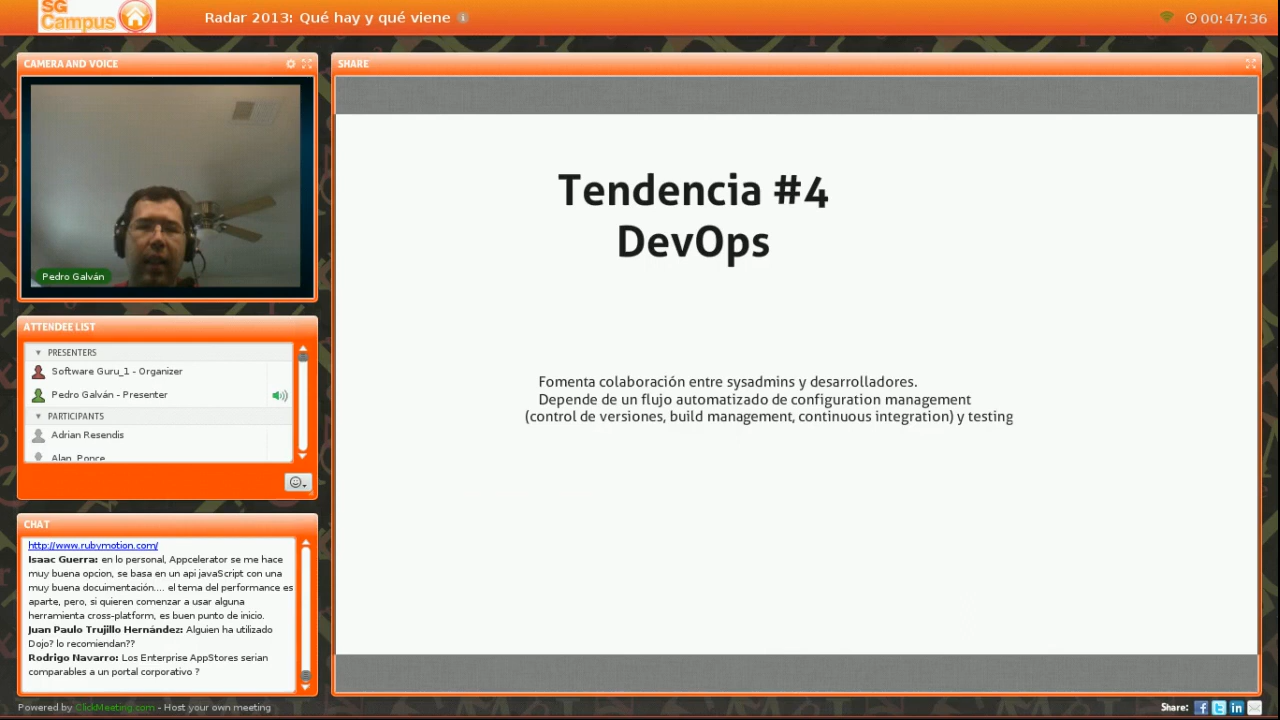 SG
Campus
Radar 2013: Qué hay y qué viene
00:47:36
CAMERA AND VOICE
Pedro Galván
ATTENDEE LIST
PRESENTERS
Software Guru_1 - Organizer
Pedro Galván - Presenter
PARTICIPANTS
Adrian Resendis
Alan Ponce
CHAT
http://www.rubymotion.com/
Isaac Guerra: en lo personal, Appcelerator se me hace
muy buena opcion, se basa en un api javaScript con una
muy buena docuimentación.... el tema del performance es
aparte, pero, si quieren comenzar a usar alguna
herramienta cross-platform, es buen punto de inicio.
Juan Paulo Trujillo Hernández: Alguien ha utilizado
Dojo? lo recomiendan??
Rodrigo Navarro: Los Enterprise AppStores serian
comparables a un portal corporativo ?
SHARE
Tendencia #4
DevOps
Fomenta colaboración entre sysadmins y desarrolladores.
Depende de un flujo automatizado de configuration management
(control de versiones, build management, continuous integration) y testing
Powered by ClickMeeting.com - Host your own meeting
Share: